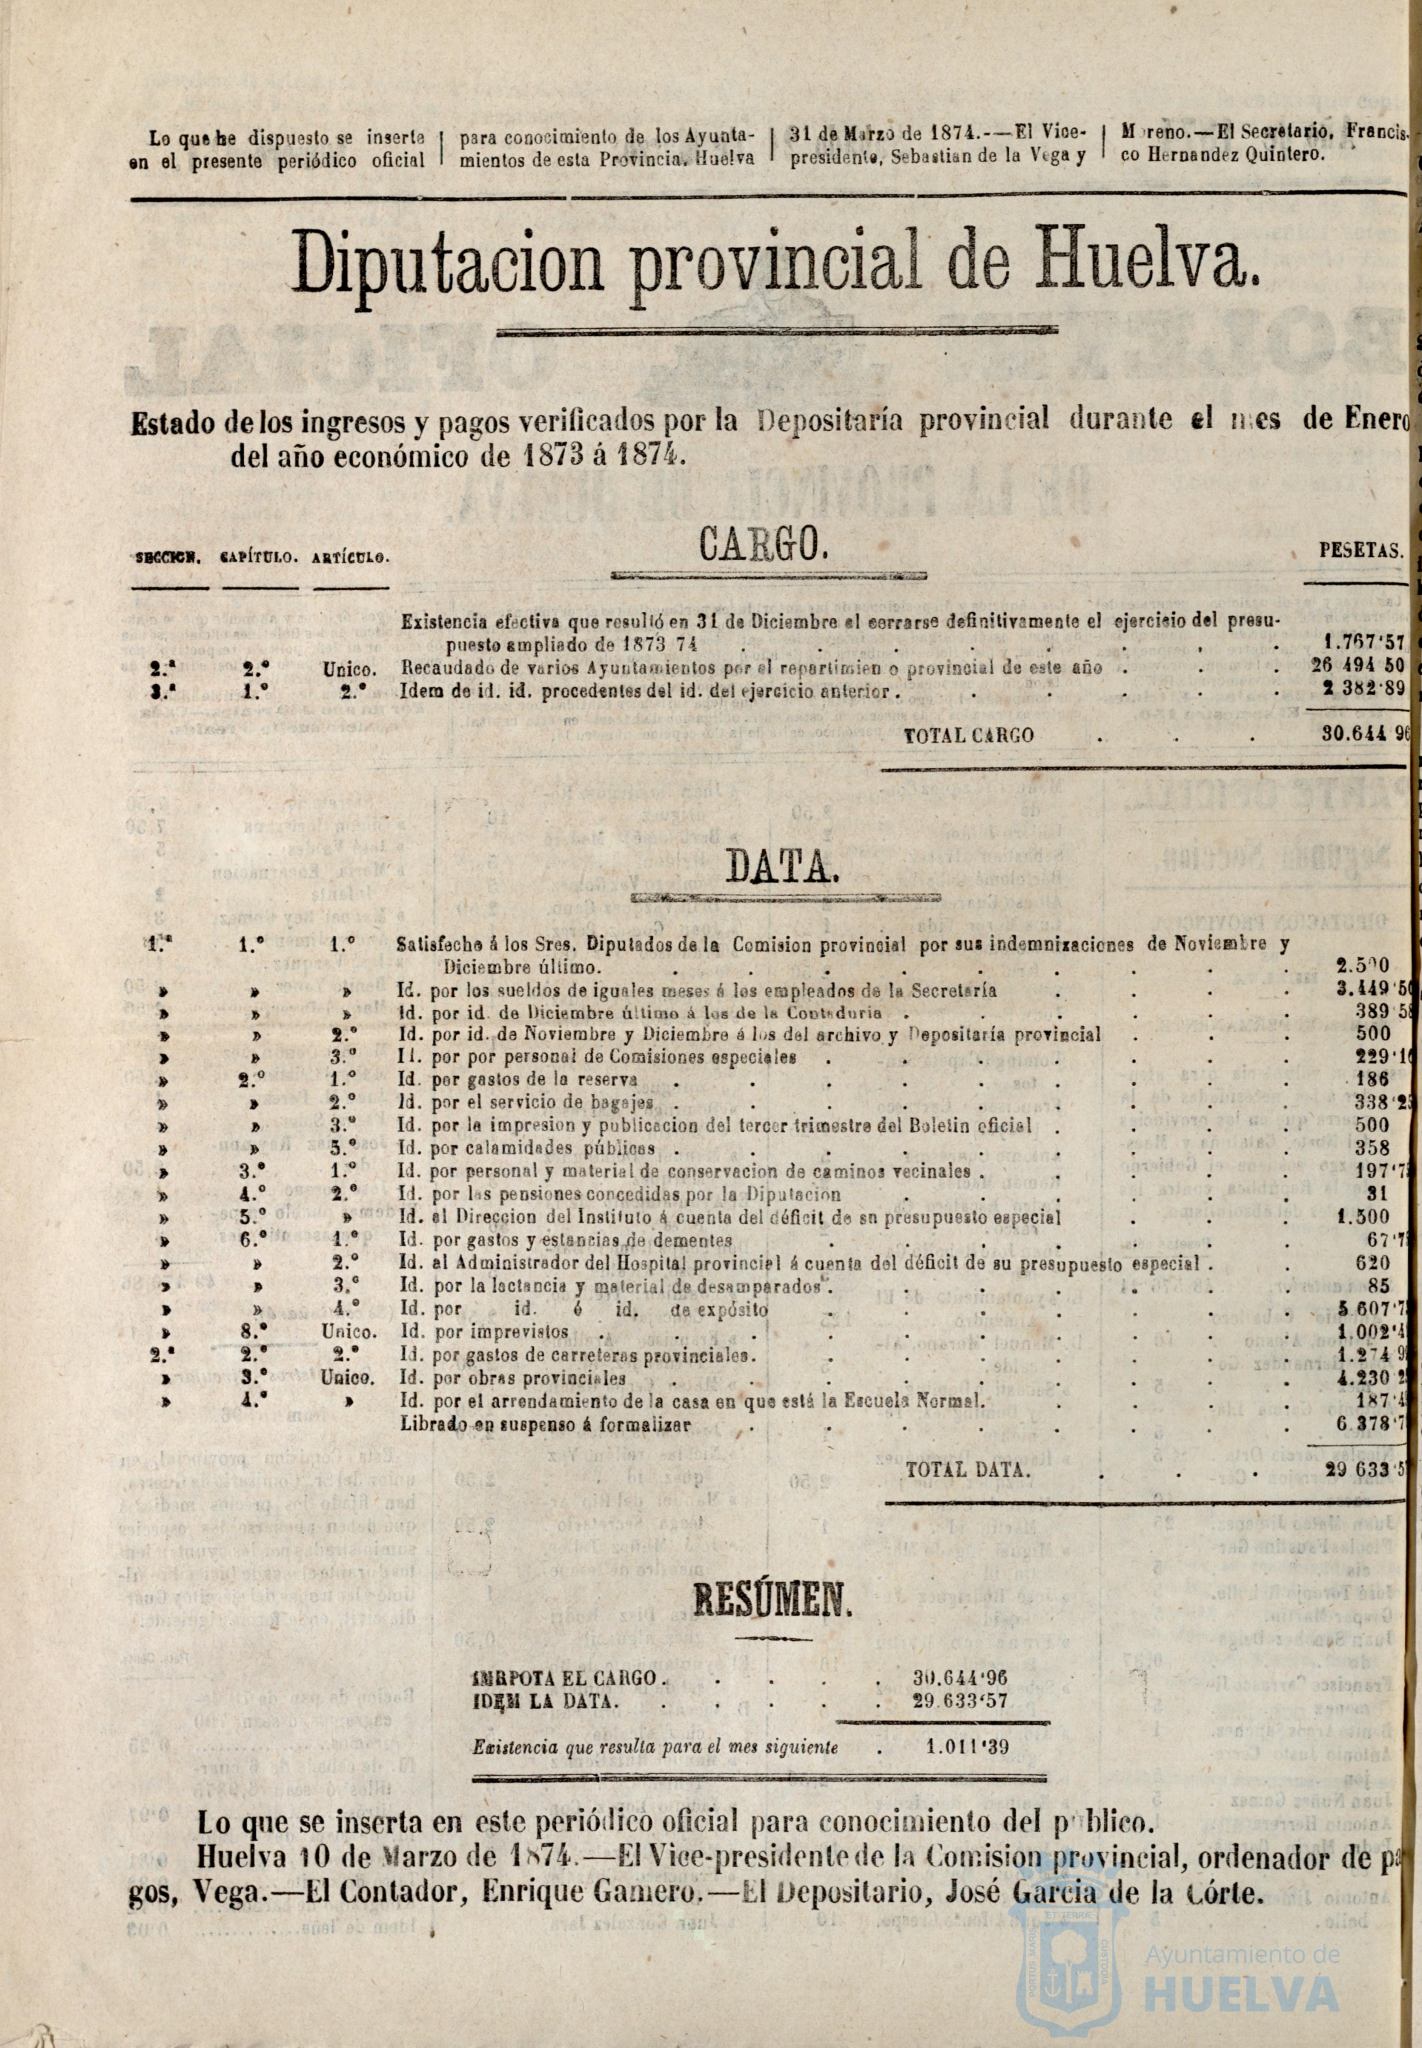 Lo que he dispuesto se inserte
en el presente periódico oficial
para conocimiento de los Ayunta-
mientos de esta Provincia. Huelva
31 de Marzo de 1874.—El Vice-
presidente, Sebastian de la Vega y
Moreno.—El Secretario, Francis-
co Hernandez Quintero.
Diputacion provincial de Huelva.
Estado de los ingresos y pagos verificados por la Depositaría provincial durante el mes de Enero
del año económico de 1873 á 1874.
SECCION. CAPÍTULO. ARTÍCULO. CARGO. PESETAS.
Existencia efectiva que resultó en 31 de Diciembre al cerrarse definitivamente el ejercisio del presu-
puesto ampliado de 1873 74 . . . . . . . . 1.767'57
2.ª 2.º Unico. Recaudado de varios Ayuntamientos por el repartimien o provincial de este año . . . 26 494 50
3.ª 1.º 2.º Idem de id. id. procedentes del id. del ejercicio anterior . . . . . . 2 382'89
TOTAL CARGO . . . 30.644 96
DATA.
1.ª 1.º 1.º Satisfecho á los Sres. Diputados de la Comision provincial por sus indemnizaciones de Noviembre y
Diciembre último. . . . . . . . . . 2.500
» » » Id. por los sueldos de iguales meses á los empleados de la Secretaría . . . . 3.449'50
» » » Id. por id. de Diciembre último á los de la Contaduria . . . . . . 389 58
» » 2.º Id. por id. de Noviembre y Diciembre á los del archivo y Depositaría provincial . . . 500
» » 3.º Id. por por personal de Comisiones especiales . . . . . . . 229'16
» 2.º 1.º Id. por gastos de la reserva . . . . . . . . . 186
» » 2.º Id. por el servicio de bagajes . . . . . . . . . 338'25
» » 3.º Id. por la impresion y publicacion del tercer trimestre del Boletin oficial . . . . 500
» » 5.º Id. por calamidades públicas . . . . . . . . . 358
» 3.º 1.º Id. por personal y material de conservacion de caminos vecinales . . . . . 197'7
» 4.º 2.º Id. por las pensiones concedidas por la Diputacion . . . . . . 31
» 5.º » Id. al Direccion del Instituto á cuenta del déficit de sn presupuesto especial . . . 1.500
» 6.º 1.º Id. por gastos y estancias de dementes . . . . . . . 67'7
» » 2.º Id. al Administrador del Hospital provincial á cuenta del déficit de su presupuesto especial . . 620
» » 3.º Id. por la lactancia y material de desamparados . . . . . . . 85
» » 4.º Id. por id. é id. de expósito . . . . . . . 5 607'7
» 8.º Unico. Id. por imprevistos . . . . . . . . . . 1.002'4
2.ª 2.º 2.º Id. por gastos de carreteras provinciales. . . . . . . . 1.274 9
» 3.º Unico. Id. por obras provinciales . . . . . . . . . 4.230 2
» 4.º » Id. por el arrendamiento de la casa en que está la Escuela Normal. . . . . 187'4
Librado en suspenso á formalizar . . . . . . . . 6 378'7
TOTAL DATA. . . . 29 633'5
RESÚMEN.
IMRPOTA EL CARGO . . . . . 30.644'96
IDEM LA DATA. . . . . . 29.633'57
Existencia que resulta para el mes siguiente . 1.011'39
Lo que se inserta en este periódico oficial para conocimiento del público.
Huelva 10 de Marzo de 1874.—El Vice-presidente de la Comision provincial, ordenador de pa
gos, Vega.—El Contador, Enrique Gamero.—El Depositario, José Garcia de la Córte.
Ayuntamiento de
HUELVA